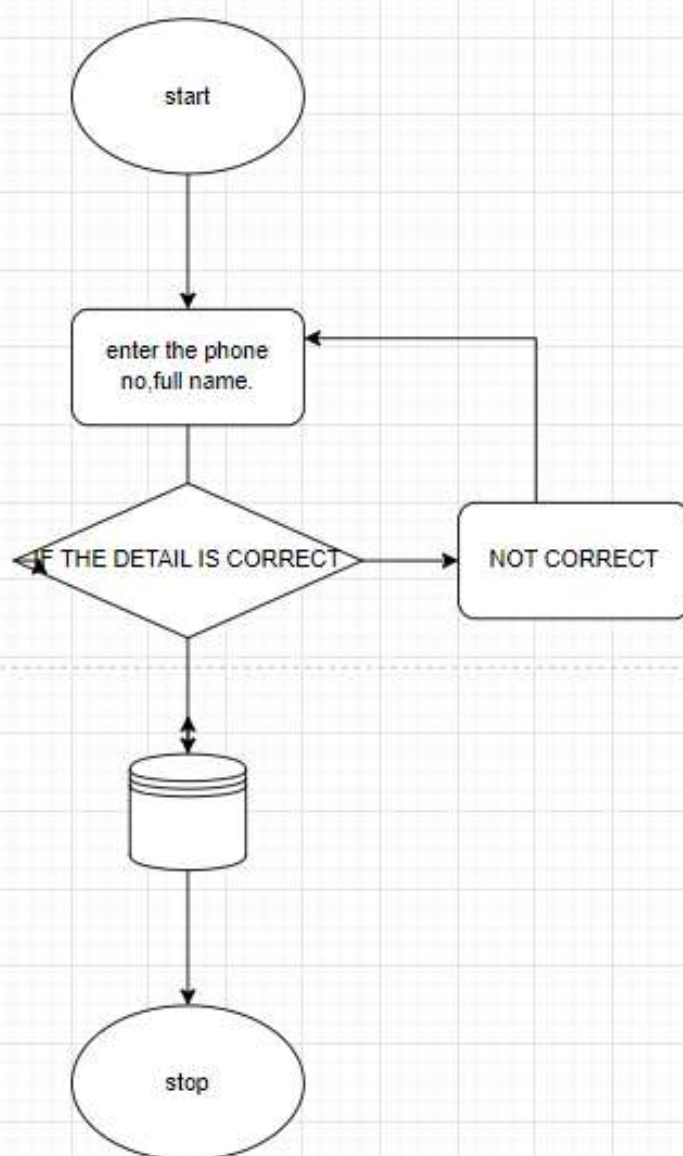 start
enter the phone
no,full name.
IF THE DETAIL IS CORRECT
NOT CORRECT
stop